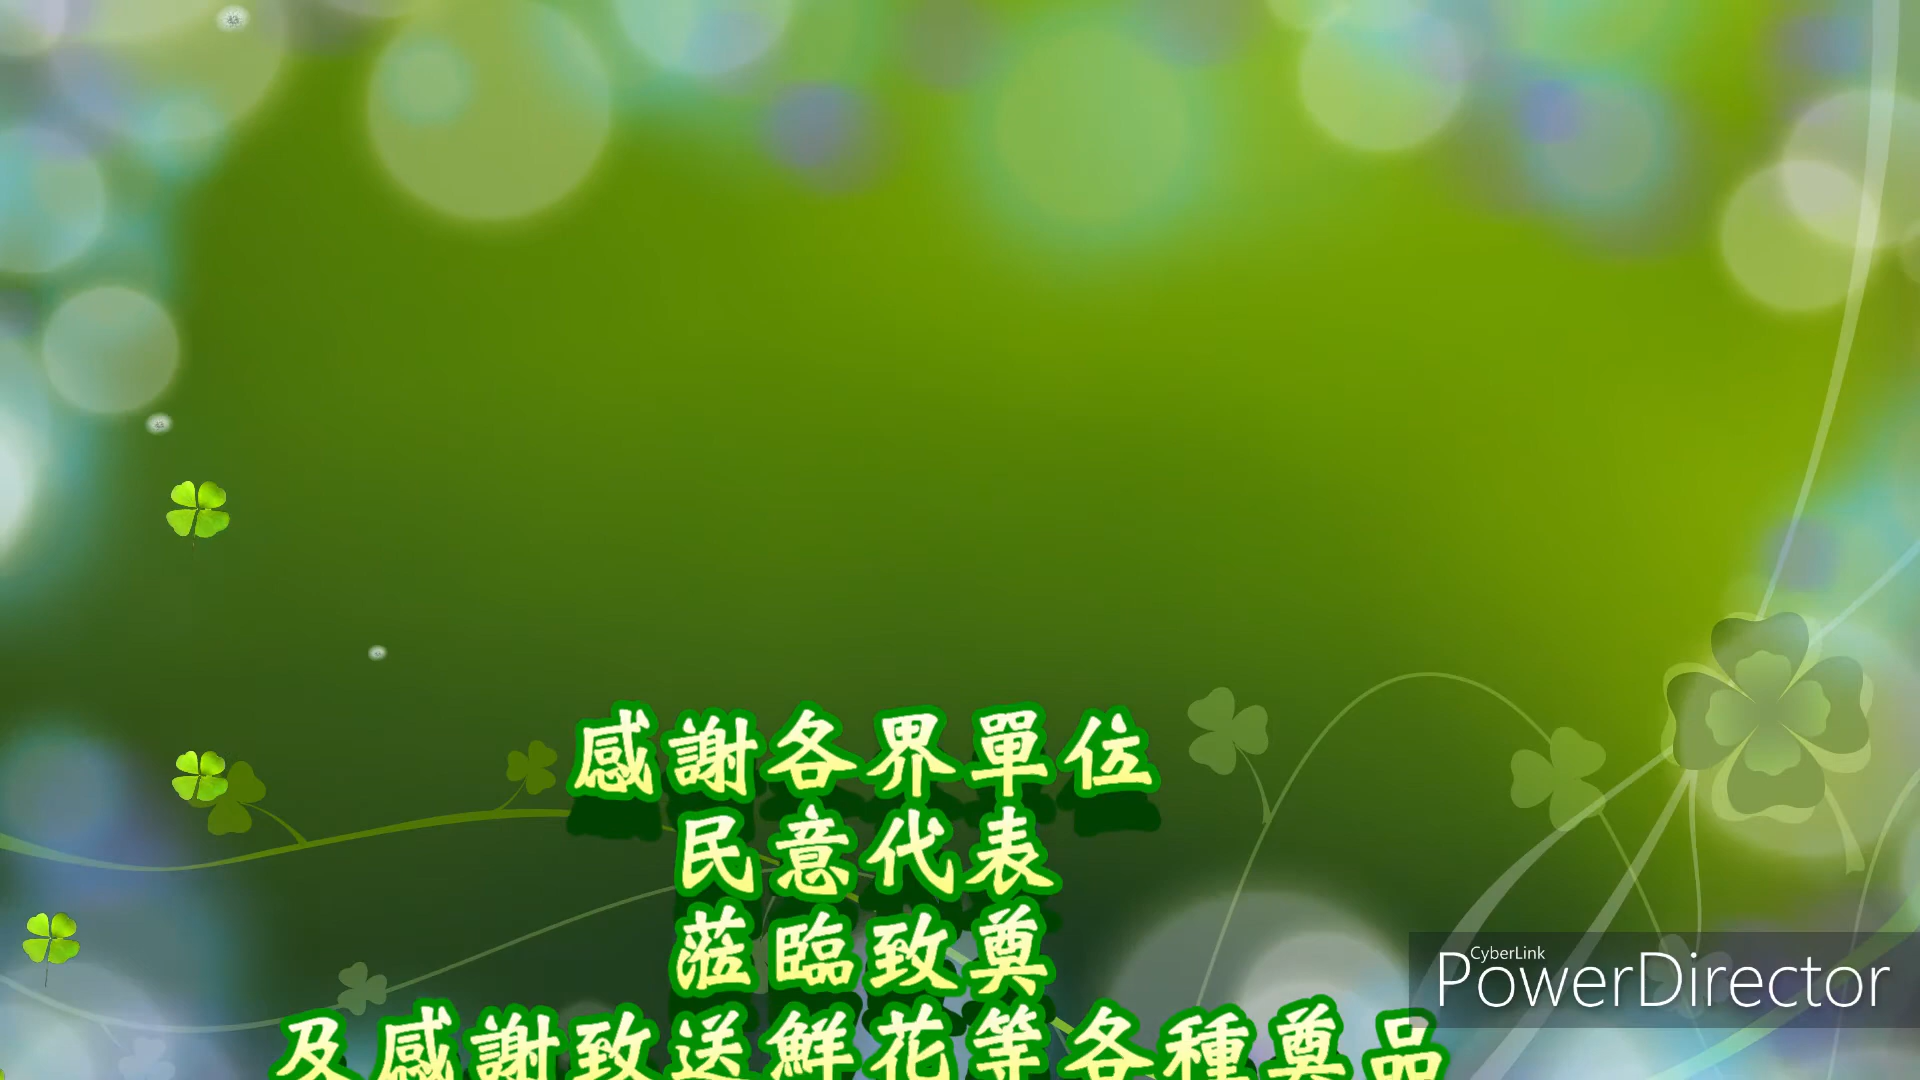 感謝各界單位
民意代表
蒞臨致奠
及感謝致送鮮花等各種奠品
CyberLink
PowerDirector